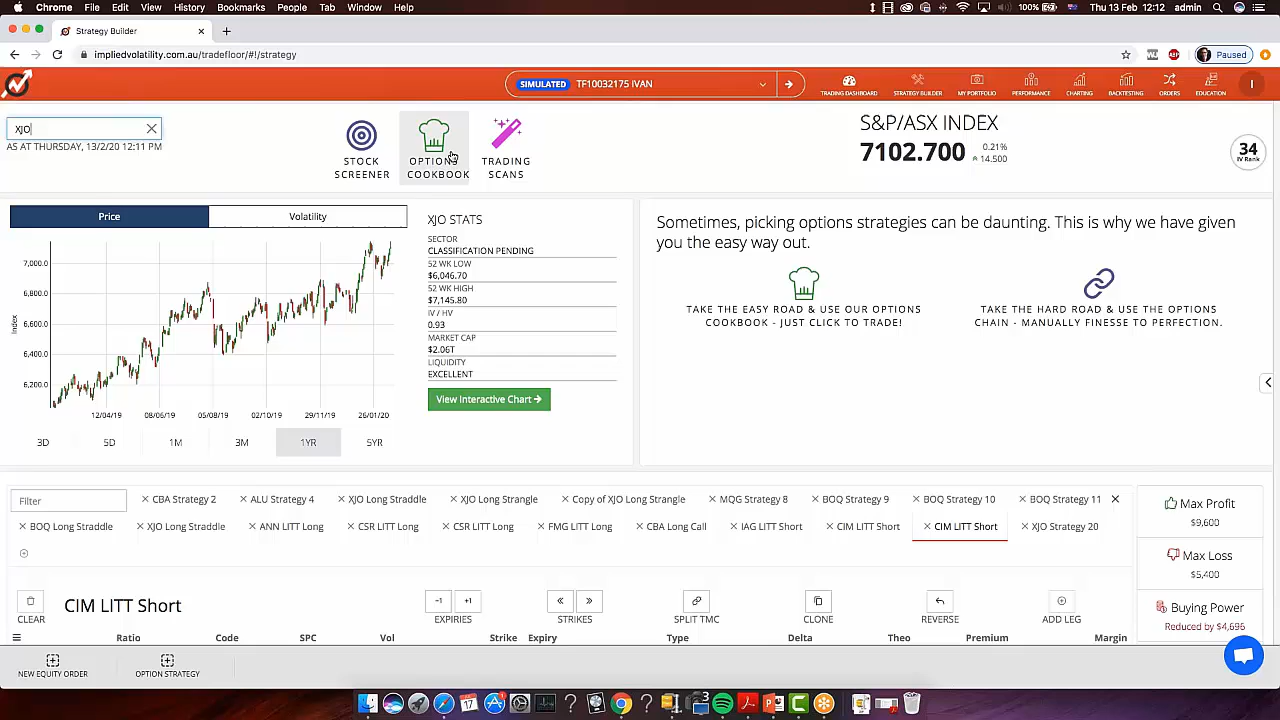 Chrome File Edit View History Bookmarks People Tab Window Help 100% Thu 13 Feb 12:12 admin
Strategy Builder
impliedvolatility.com.au/tradefloor/#!/strategy Paused
SIMULATED TF10032175 IVAN
TRADING DASHBOARD STRATEGY BUILDER MY PORTFOLIO PERFORMANCE CHARTING BACKTESTING ORDERS EDUCATION I
XJO
AS AT THURSDAY, 13/2/20 12:11 PM
STOCK SCREENER
OPTIONS COOKBOOK
TRADING SCANS
S&P/ASX INDEX
7102.700 0.21% 14.500
34 IV Rank
Price Volatility
Index
7,000.0
6,800.0
6,600.0
6,400.0
6,200.0
12/04/19 08/06/19 05/08/19 02/10/19 29/11/19 26/01/20
3D 5D 1M 3M 1YR 5YR
XJO STATS
SECTOR
CLASSIFICATION PENDING
52 WK LOW
$6,046.70
52 WK HIGH
$7,145.80
IV / HV
0.93
MARKET CAP
$2.06T
LIQUIDITY
EXCELLENT
View Interactive Chart
Sometimes, picking options strategies can be daunting. This is why we have given
you the easy way out.
TAKE THE EASY ROAD & USE OUR OPTIONS
COOKBOOK - JUST CLICK TO TRADE!
TAKE THE HARD ROAD & USE THE OPTIONS
CHAIN - MANUALLY FINESSE TO PERFECTION.
Filter CBA Strategy 2 ALU Strategy 4 XJO Long Straddle XJO Long Strangle Copy of XJO Long Strangle MQG Strategy 8 BOQ Strategy 9 BOQ Strategy 10 BOQ Strategy 11
BOQ Long Straddle XJO Long Straddle ANN LITT Long CSR LITT Long CSR LITT Long FMG LITT Long CBA Long Call IAG LITT Short CIM LITT Short CIM LITT Short XJO Strategy 20
Max Profit
$9,600
Max Loss
$5,400
Buying Power
Reduced by $4,696
CLEAR CIM LITT Short -1 +1 EXPIRIES STRIKES SPLIT TMC CLONE REVERSE ADD LEG
Ratio Code SPC Vol Strike Expiry Type Delta Theo Premium Margin
NEW EQUITY ORDER OPTION STRATEGY